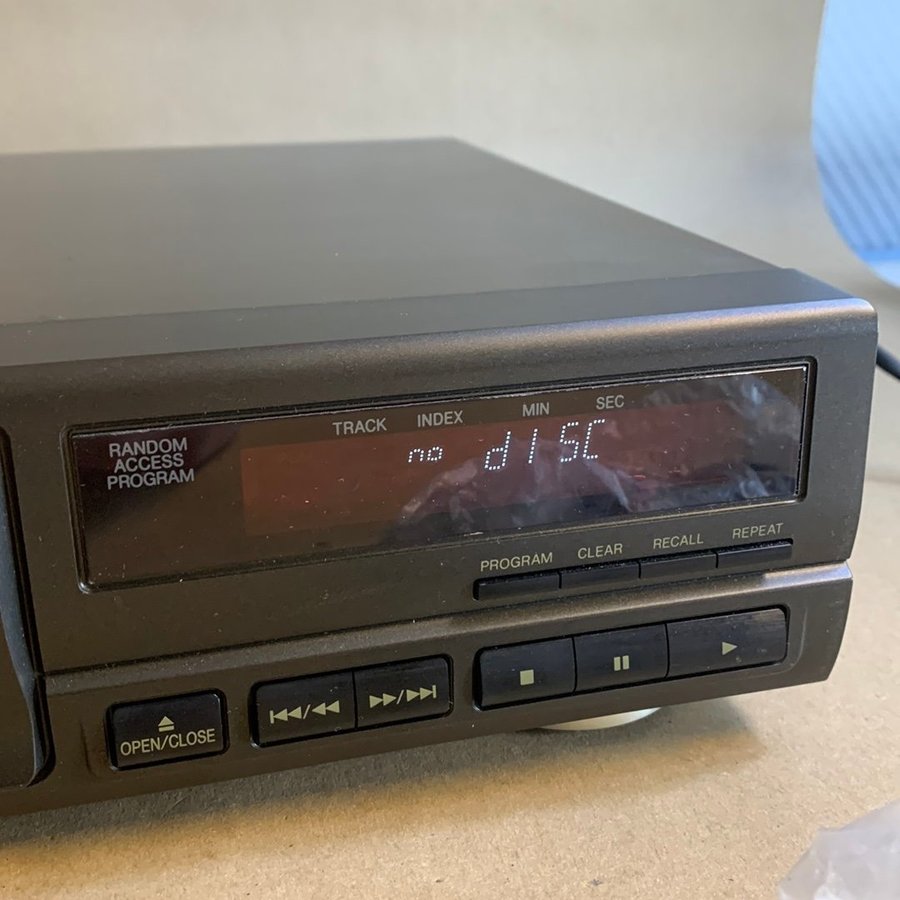 RANDOM
ACCESS
PROGRAM
TRACK INDEX MIN SEC
no dISC
PROGRAM CLEAR RECALL REPEAT
OPEN/CLOSE